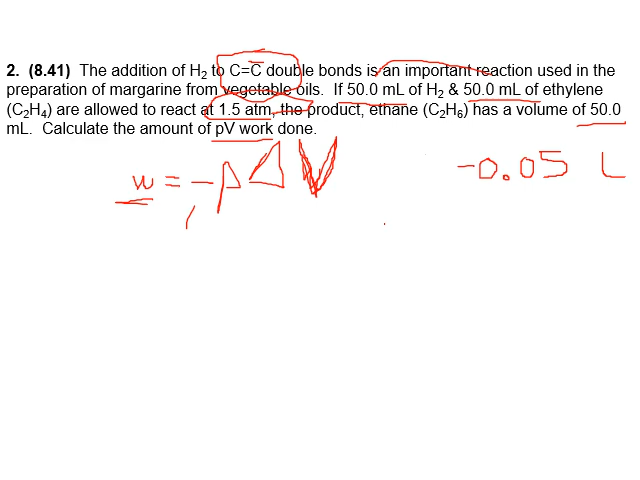 2. (8.41) The addition of H₂ to C=C double bonds is an important reaction used in the
preparation of margarine from vegetable oils. If 50.0 mL of H₂ & 50.0 mL of ethylene
(C₂H₄) are allowed to react at 1.5 atm, the product, ethane (C₂H₆) has a volume of 50.0
mL. Calculate the amount of pV work done.
w = -pΔV
-0.05 L